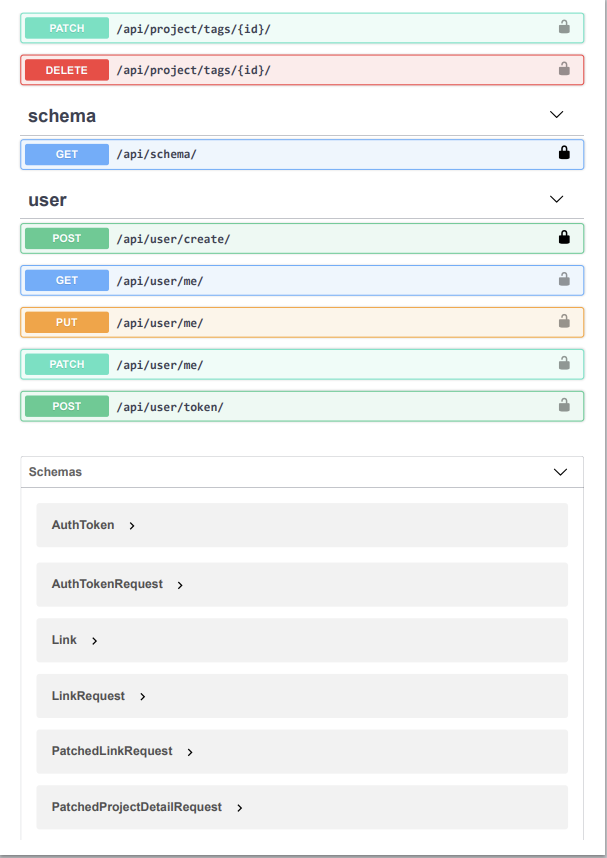 PATCH /api/project/tags/{id}/
DELETE /api/project/tags/{id}/
schema
GET /api/schema/
user
POST /api/user/create/
GET /api/user/me/
PUT /api/user/me/
PATCH /api/user/me/
POST /api/user/token/
Schemas
AuthToken
AuthTokenRequest
Link
LinkRequest
PatchedLinkRequest
PatchedProjectDetailRequest